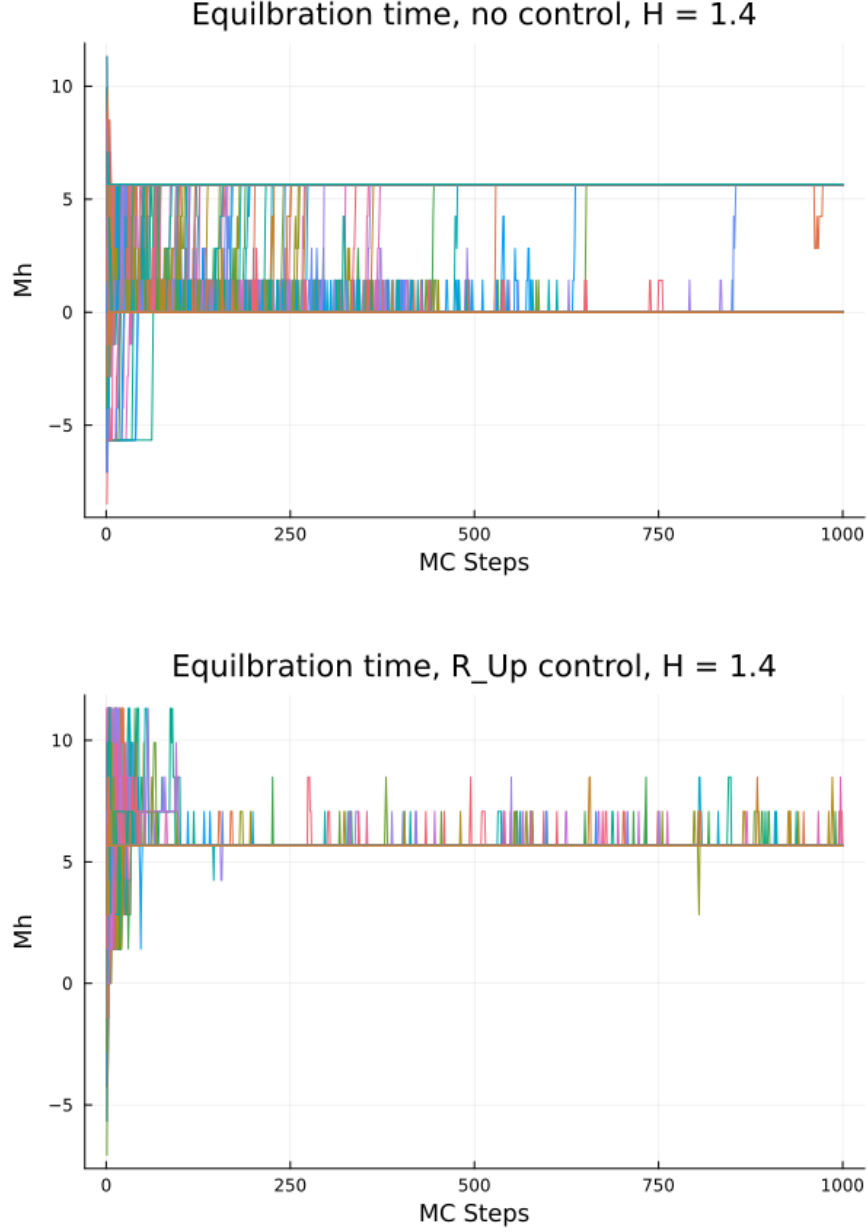 Equilbration time, no control, H = 1.4
10
5
0
−5
Mh
0 250 500 750 1000
MC Steps
Equilbration time, R_Up control, H = 1.4
10
5
0
−5
Mh
0 250 500 750 1000
MC Steps